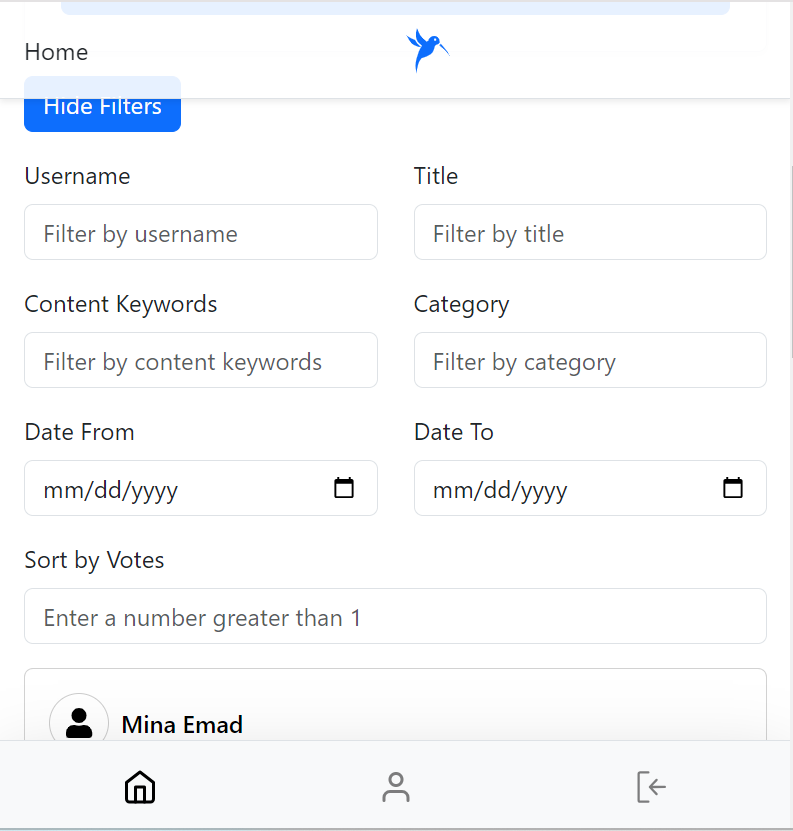 Home
Hide Filters
Username
Title
Filter by username
Filter by title
Content Keywords
Category
Filter by content keywords
Filter by category
Date From
Date To
mm/dd/yyyy
mm/dd/yyyy
Sort by Votes
Enter a number greater than 1
Mina Emad